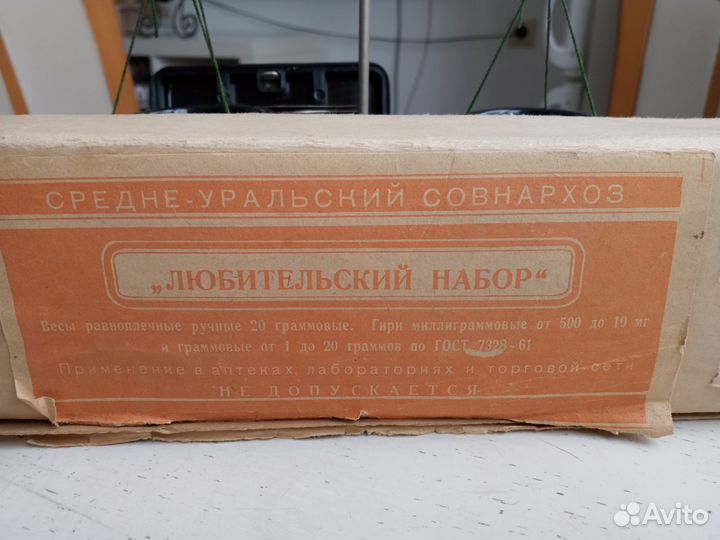 СРЕДНЕ-УРАЛЬСКИЙ СОВНАРХОЗ
„ЛЮБИТЕЛЬСКИЙ НАБОР“
Весы равноплечные ручные 20 граммовые. Гири миллиграммовые от 500 до 10 мг
и граммовые от 1 до 20 граммов по ГОСТ 7328-61
Применение в аптеках, лабораториях и торговой сети
НЕ ДОПУСКАЕТСЯ
Avito